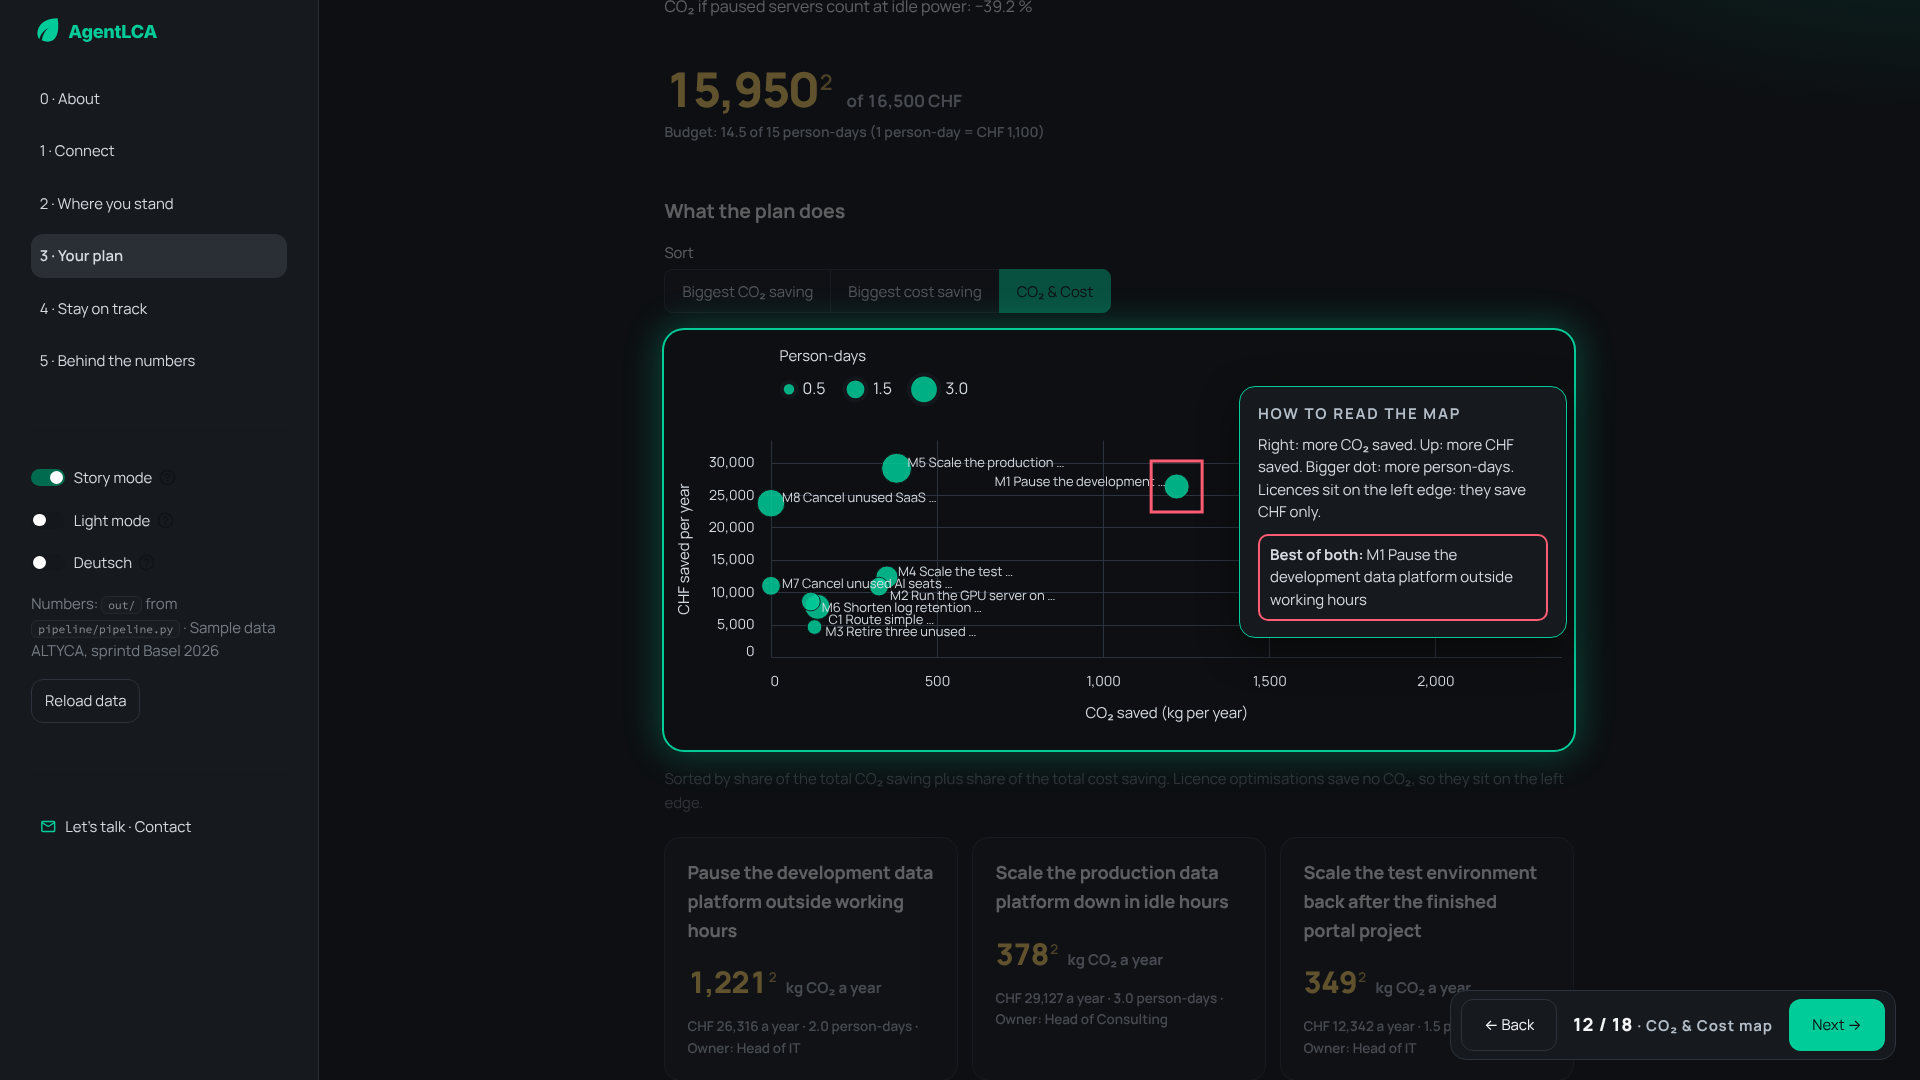 AgentLCA
0 · About
1 · Connect
2 · Where you stand
3 · Your plan
4 · Stay on track
5 · Behind the numbers
Story mode
Light mode
Deutsch
Numbers: out/ from
pipeline/pipeline.py · Sample data
ALTYCA, sprintd Basel 2026
Reload data
Let's talk · Contact
CO₂ if paused servers count at idle power: −39.2 %
15,950² of 16,500 CHF
Budget: 14.5 of 15 person-days (1 person-day = CHF 1,100)
What the plan does
Sort
Biggest CO₂ saving
Biggest cost saving
CO₂ & Cost
Person-days
0.5
1.5
3.0
CHF saved per year
30,000
25,000
20,000
15,000
10,000
5,000
0
M5 Scale the production ...
M1 Pause the development ...
M8 Cancel unused SaaS ...
M4 Scale the test ...
M7 Cancel unused AI seats ...
M2 Run the GPU server on ...
M6 Shorten log retention ...
C1 Route simple ...
M3 Retire three unused ...
0
500
1,000
1,500
2,000
CO₂ saved (kg per year)
HOW TO READ THE MAP
Right: more CO₂ saved. Up: more CHF
saved. Bigger dot: more person-days.
Licences sit on the left edge: they save
CHF only.
Best of both: M1 Pause the
development data platform outside
working hours
Sorted by share of the total CO₂ saving plus share of the total cost saving. Licence optimisations save no CO₂, so they sit on the left
edge.
Pause the development data
platform outside working
hours
1,221² kg CO₂ a year
CHF 26,316 a year · 2.0 person-days ·
Owner: Head of IT
Scale the production data
platform down in idle hours
378² kg CO₂ a year
CHF 29,127 a year · 3.0 person-days ·
Owner: Head of Consulting
Scale the test environment
back after the finished
portal project
349² kg CO₂ a year
CHF 12,342 a year · 1.5 p
Owner: Head of IT
← Back
12 / 18 · CO₂ & Cost map
Next →